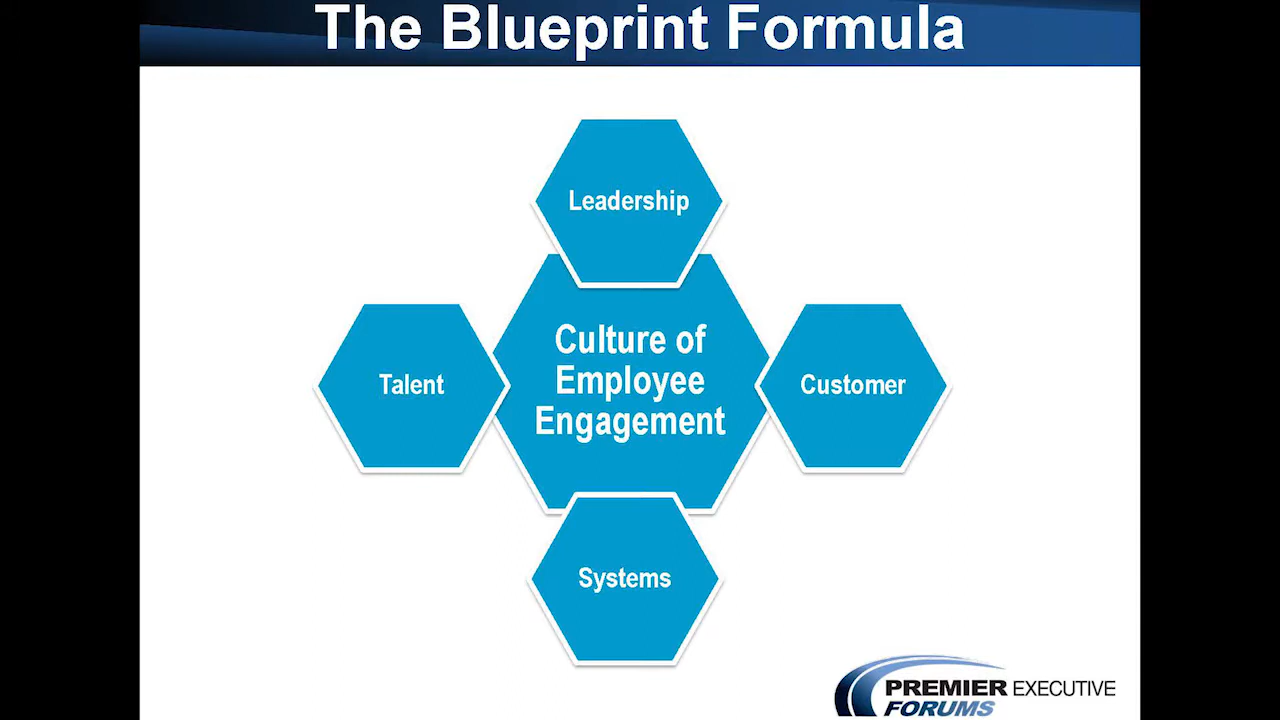 The Blueprint Formula
Leadership
Culture of
Employee
Engagement
Talent
Customer
Systems
PREMIER EXECUTIVE
FORUMS